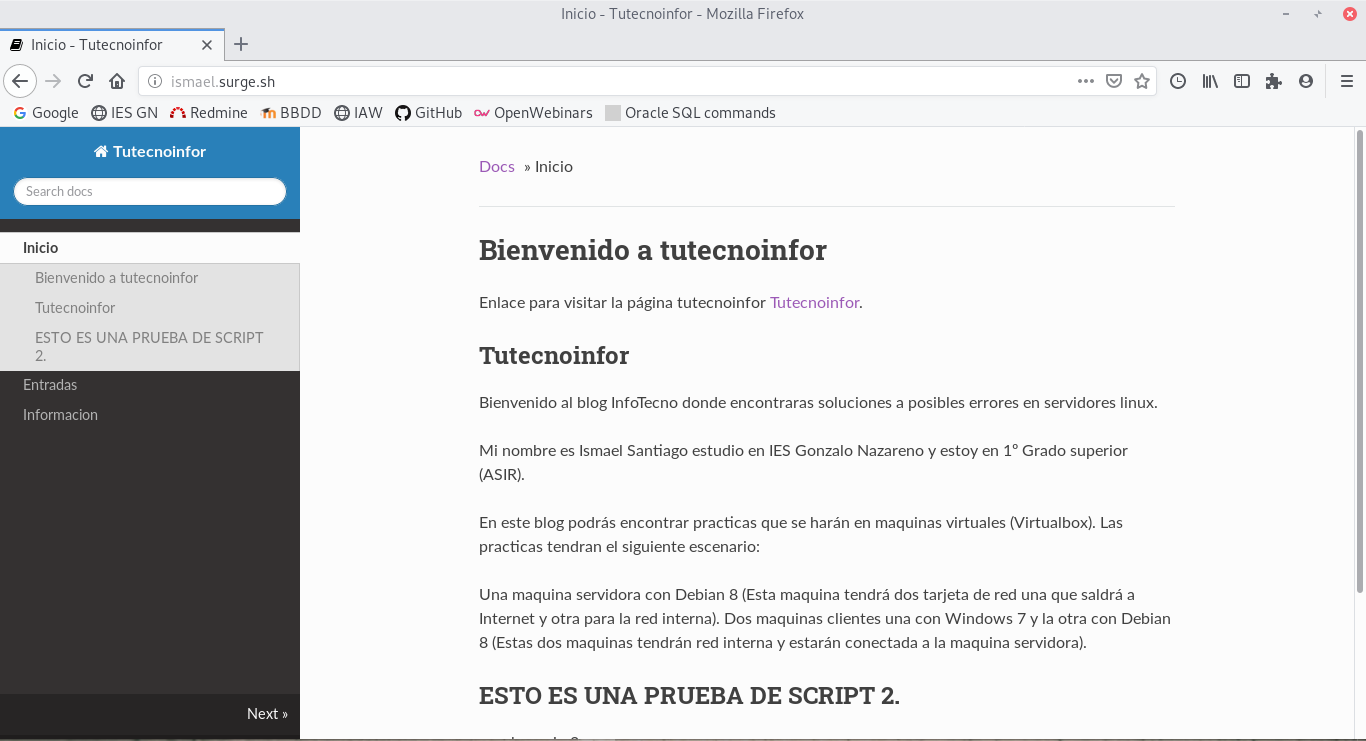 Inicio - Tutecnoinfor - Mozilla Firefox
Inicio - Tutecnoinfor
ismael.surge.sh
Google
IES GN
Redmine
BBDD
IAW
GitHub
OpenWebinars
Oracle SQL commands
Tutecnoinfor
Search docs
Inicio
Bienvenido a tutecnoinfor
Tutecnoinfor
ESTO ES UNA PRUEBA DE SCRIPT
2.
Entradas
Informacion
Next »
Docs » Inicio
Bienvenido a tutecnoinfor
Enlace para visitar la página tutecnoinfor Tutecnoinfor.
Tutecnoinfor
Bienvenido al blog InfoTecno donde encontraras soluciones a posibles errores en servidores linux.
Mi nombre es Ismael Santiago estudio en IES Gonzalo Nazareno y estoy en 1º Grado superior
(ASIR).
En este blog podrás encontrar practicas que se harán en maquinas virtuales (Virtualbox). Las
practicas tendran el siguiente escenario:
Una maquina servidora con Debian 8 (Esta maquina tendrá dos tarjeta de red una que saldrá a
Internet y otra para la red interna). Dos maquinas clientes una con Windows 7 y la otra con Debian
8 (Estas dos maquinas tendrán red interna y estarán conectada a la maquina servidora).
ESTO ES UNA PRUEBA DE SCRIPT 2.